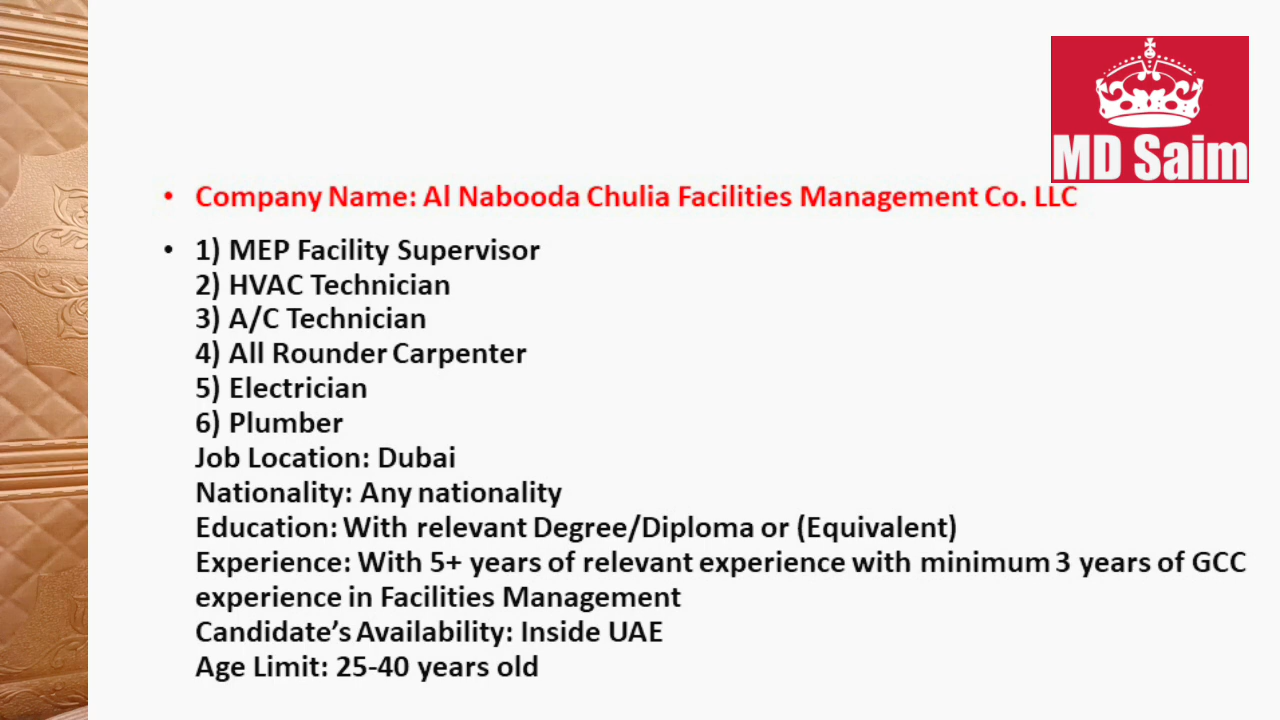 MD Saim
• Company Name: Al Nabooda Chulia Facilities Management Co. LLC
• 1) MEP Facility Supervisor
2) HVAC Technician
3) A/C Technician
4) All Rounder Carpenter
5) Electrician
6) Plumber
Job Location: Dubai
Nationality: Any nationality
Education: With relevant Degree/Diploma or (Equivalent)
Experience: With 5+ years of relevant experience with minimum 3 years of GCC
experience in Facilities Management
Candidate’s Availability: Inside UAE
Age Limit: 25-40 years old